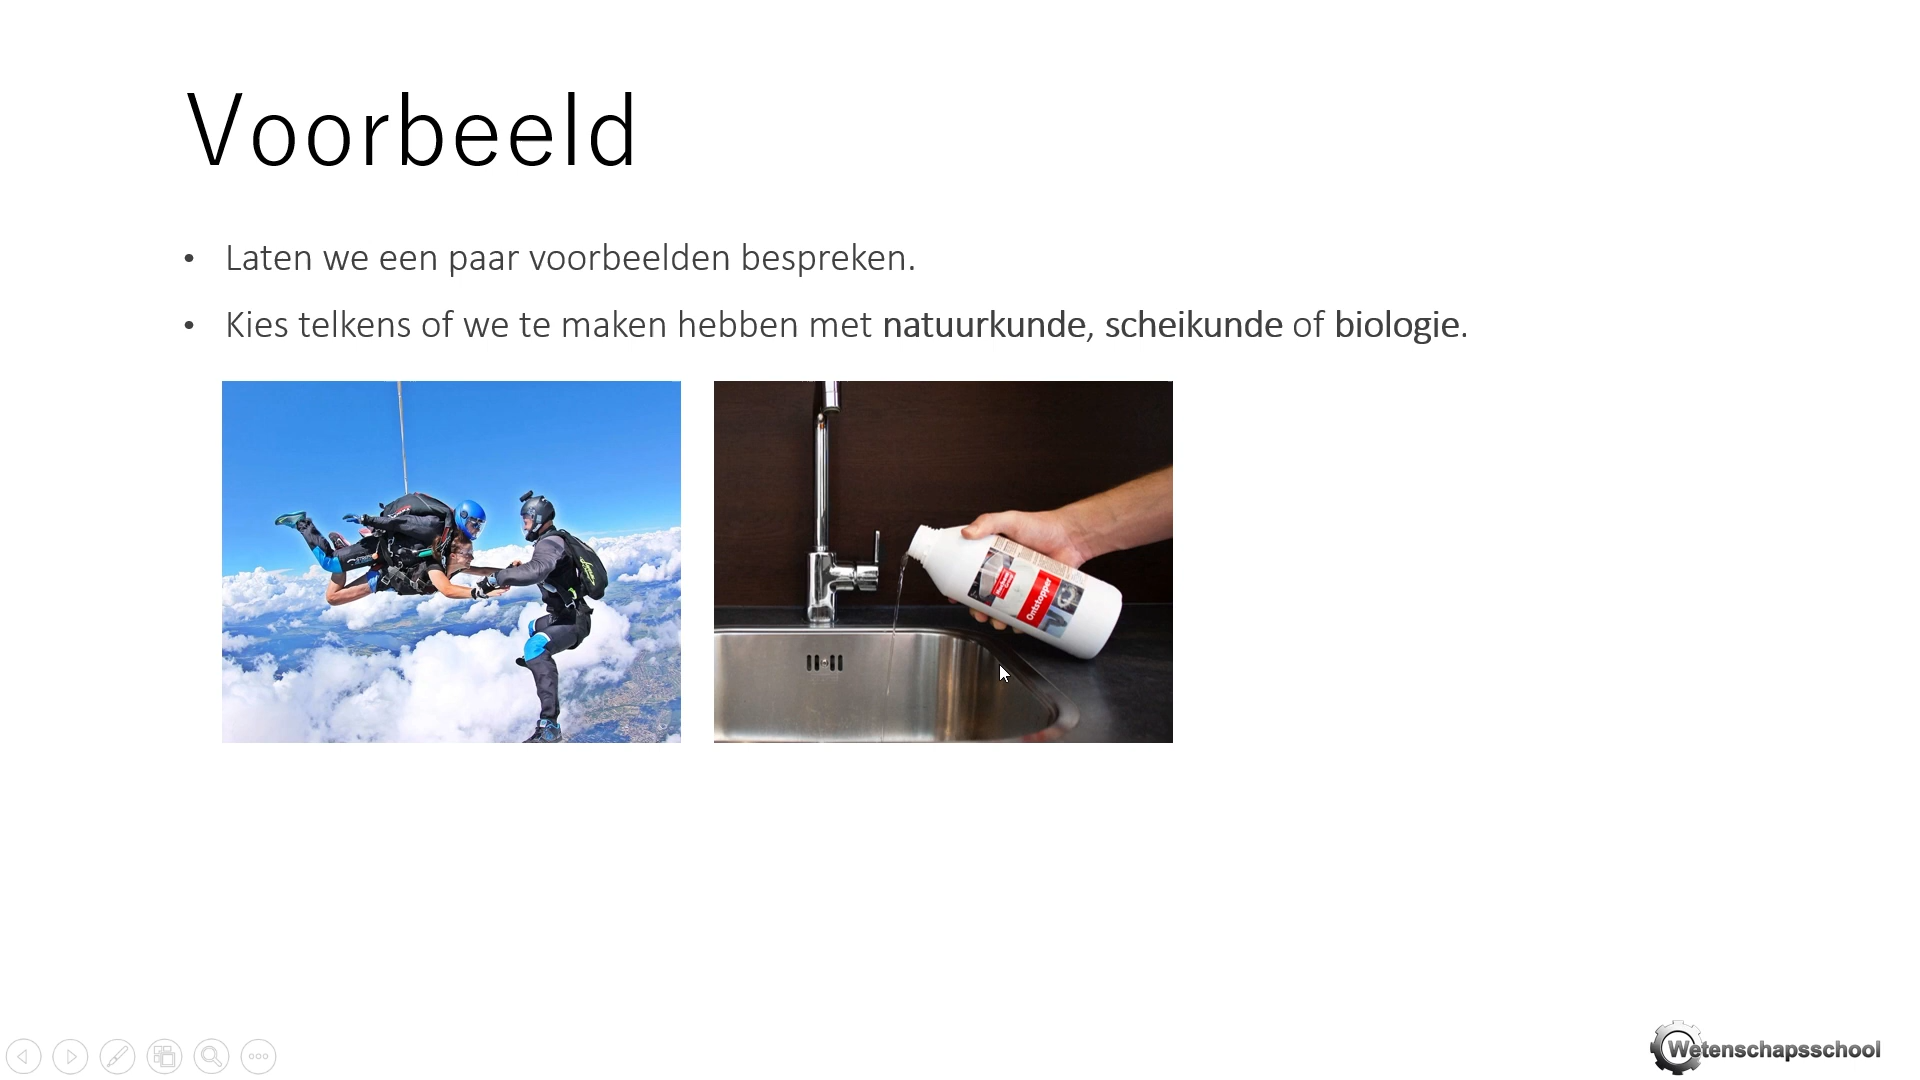 Voorbeeld
• Laten we een paar voorbeelden bespreken.
• Kies telkens of we te maken hebben met natuurkunde, scheikunde of biologie.
Ontstopper
Wetenschapsschool